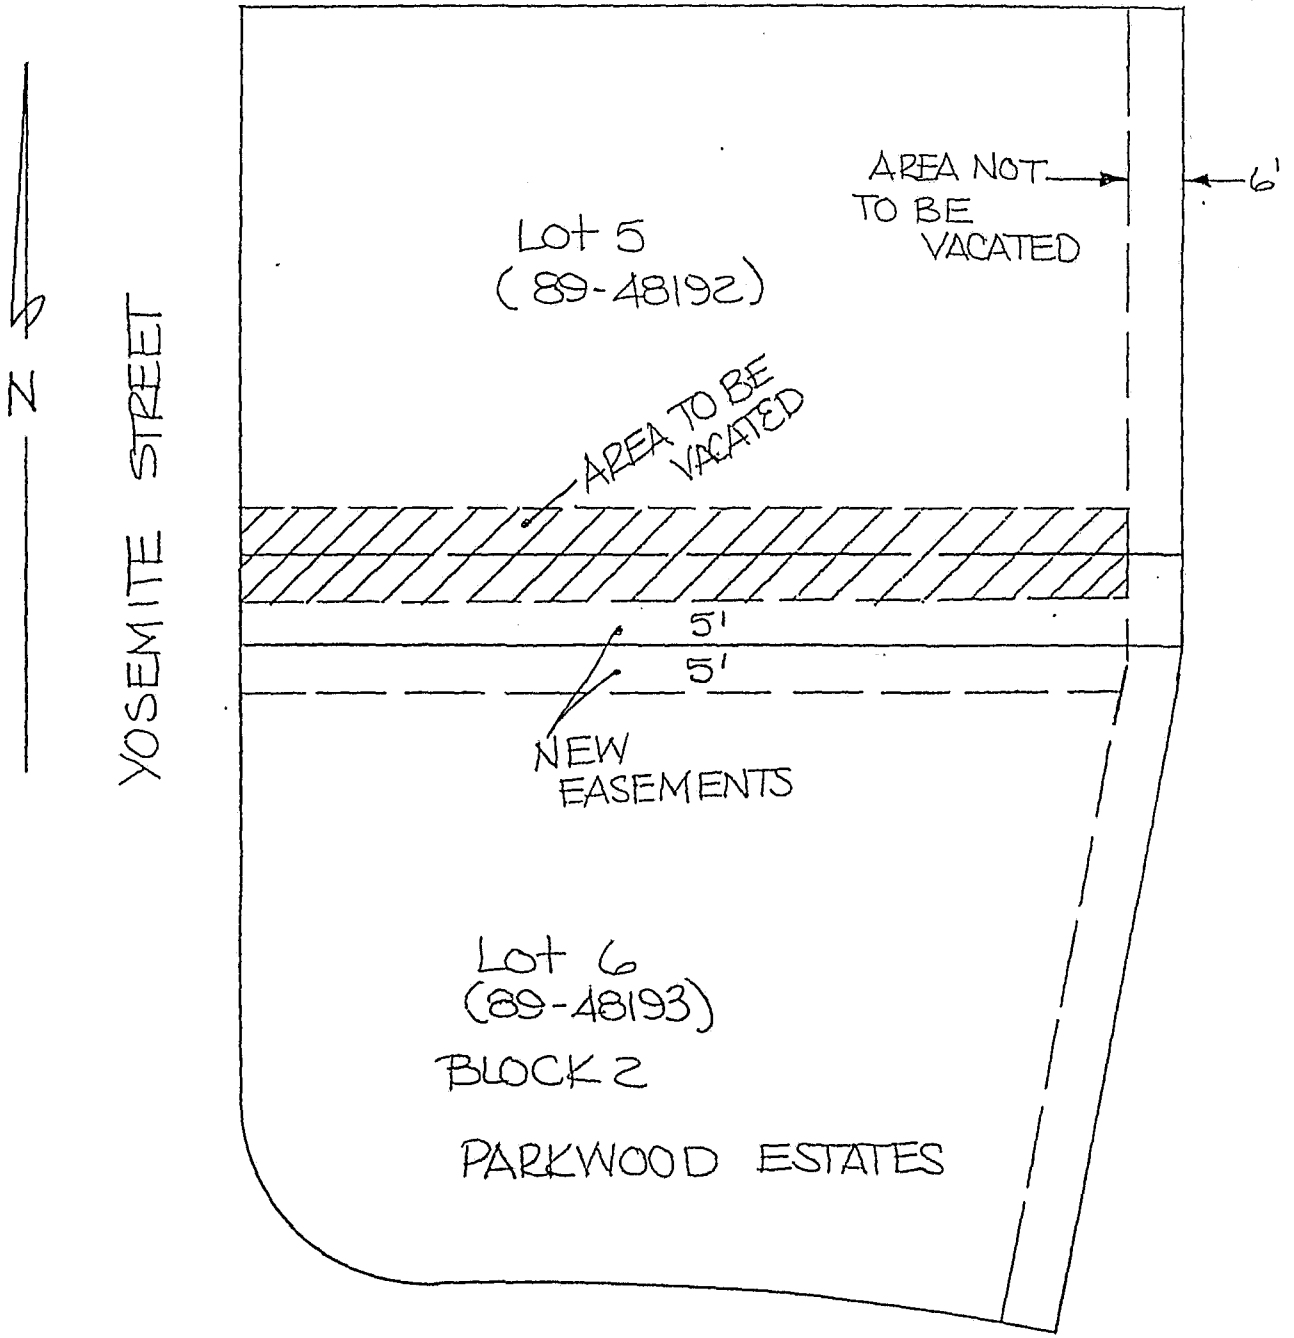 AREA NOT
TO BE
VACATED
6'
Lot 5
(89-48192)
N
YOSEMITE STREET
AREA TO BE
VACATED
5'
5'
NEW
EASEMENTS
Lot 6
(89-48193)
BLOCK 2
PARKWOOD ESTATES